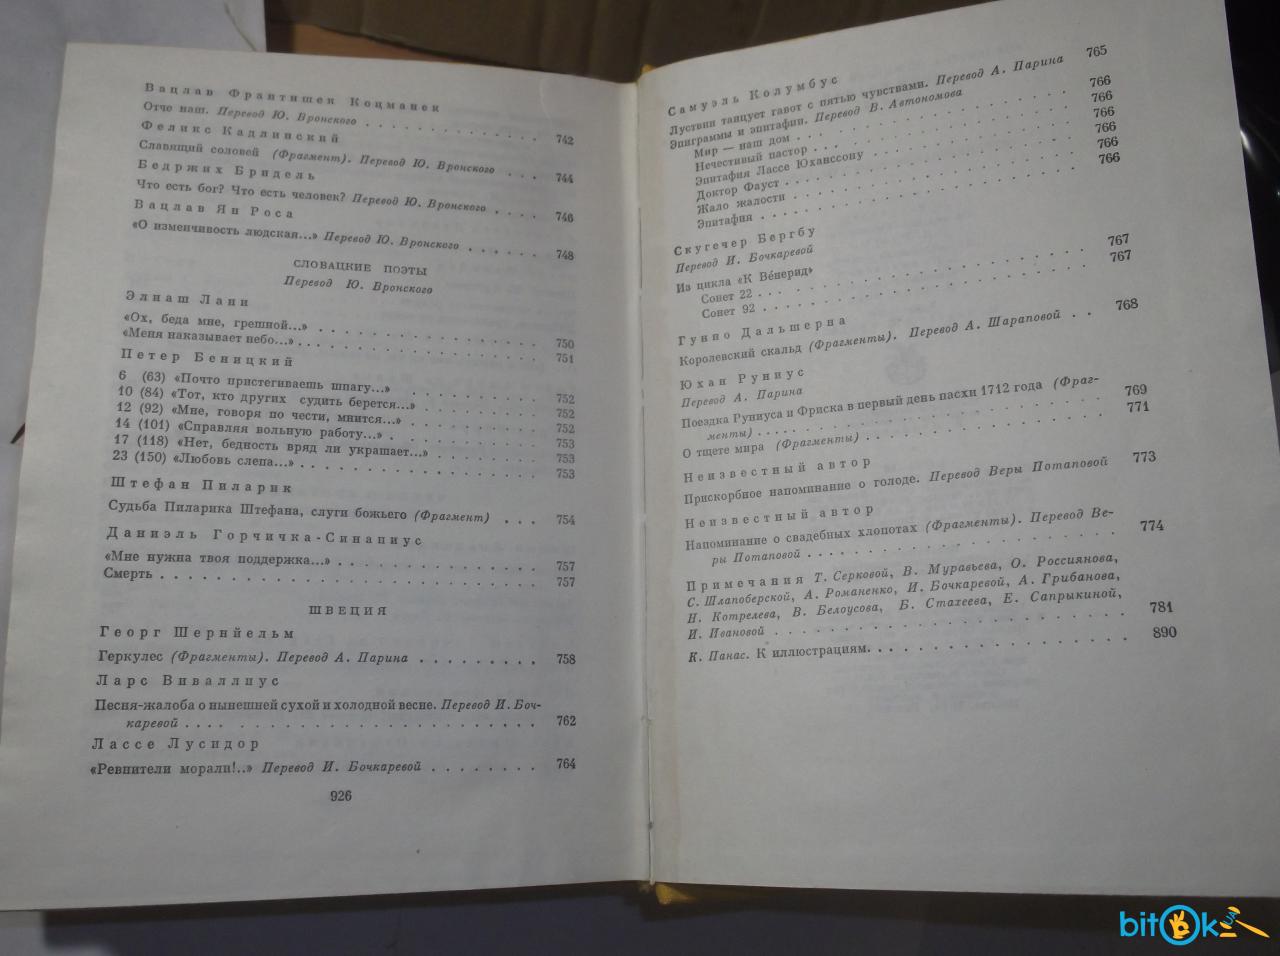 Вацлав Франтишек Коцманек
Отче наш. Перевод Ю. Вронского . . . . . . . . . . . . . 742
Феликс Кадлинский
Славящий соловей (Фрагмент). Перевод Ю. Вронского . . . 744
Бедржих Бридель
Что есть бог? Что есть человек? Перевод Ю. Вронского . . . . 746
Вацлав Ян Роса
«О изменчивость людская...» Перевод Ю. Вронского . . . . . . 748
СЛОВАЦКИЕ ПОЭТЫ
Перевод Ю. Вронского
Элиаш Лани
«Ох, беда мне, грешной...» . . . . . . . . . . . . . . . . 750
«Меня наказывает небо...» . . . . . . . . . . . . . . . . . 751
Петер Беницкий
6 (63) «Почто пристегиваешь шпагу...» . . . . . . . . . . 752
10 (84) «Тот, кто других судить берется...» . . . . . . . . 752
12 (92) «Мне, говоря по чести, мнится...» . . . . . . . . . 752
14 (101) «Справляя вольную работу...» . . . . . . . . . . . 753
17 (118) «Нет, бедность вряд ли украшает...» . . . . . . . . 753
23 (150) «Любовь слепа...» . . . . . . . . . . . . . . . . . 753
Штефан Пиларик
Судьба Пиларика Штефана, слуги божьего (Фрагмент) . . . 754
Даниэль Горчичка-Синапиус
«Мне нужна твоя поддержка...» . . . . . . . . . . . . . . . 757
Смерть . . . . . . . . . . . . . . . . . . . . . . . . . . . 757
ШВЕЦИЯ
Георг Шернйельм
Геркулес (Фрагменты). Перевод А. Парина . . . . . . . . . 758
Ларс Виваллиус
Песня-жалоба о нынешней сухой и холодной весне. Перевод И. Боч-
каревой . . . . . . . . . . . . . . . . . . . . . . . . . 762
Лассе Лусидор
«Ревнители морали!..» Перевод И. Бочкаревой . . . . . . . . 764
926
Самуэль Колумбус
Луствин танцует гавот с пятью чувствами. Перевод А. Парина 765
Эпиграммы и эпитафии. Перевод В. Автономова
Мир — наш дом . . . . . . . . . . . . . . . . . . . . 766
Нечестивый пастор . . . . . . . . . . . . . . . . . . . 766
Эпитафия Лассе Юханссону . . . . . . . . . . . . . . . 766
Доктор Фауст . . . . . . . . . . . . . . . . . . . . . . 766
Жало жалости . . . . . . . . . . . . . . . . . . . . . . 766
Эпитафия . . . . . . . . . . . . . . . . . . . . . . . . 766
Скугечер Бергбу
Перевод И. Бочкаревой
Из цикла «К Вене́рид»
Сонет 22 . . . . . . . . . . . . . . . . . . . . . . . . 767
Сонет 92 . . . . . . . . . . . . . . . . . . . . . . . . 767
Гунно Дальшерна
Королевский скальд (Фрагменты). Перевод А. Шараповой . . 768
Юхан Руниус
Перевод А. Парина
Поездка Руниуса и Фриска в первый день пасхи 1712 года (Фраг-
менты) . . . . . . . . . . . . . . . . . . . . . . . . . 769
О тщете мира (Фрагменты) . . . . . . . . . . . . . . . . . 771
Неизвестный автор
Прискорбное напоминание о голоде. Перевод Веры Потаповой 773
Неизвестный автор
Напоминание о свадебных хлопотах (Фрагменты). Перевод Ве-
ры Потаповой . . . . . . . . . . . . . . . . . . . . . . 774
Примечания Т. Серковой, В. Муравьева, О. Россиянова,
С. Шлапоберской, А. Романенко, И. Бочкаревой, А. Грибанова,
Н. Котрелева, В. Белоусова, Б. Стахеева, Е. Сапрыкиной,
И. Ивановой . . . . . . . . . . . . . . . . . . . . . . . . 781
К. Панас. К иллюстрациям. . . . . . . . . . . . . . . . . . 890
bitOk UA